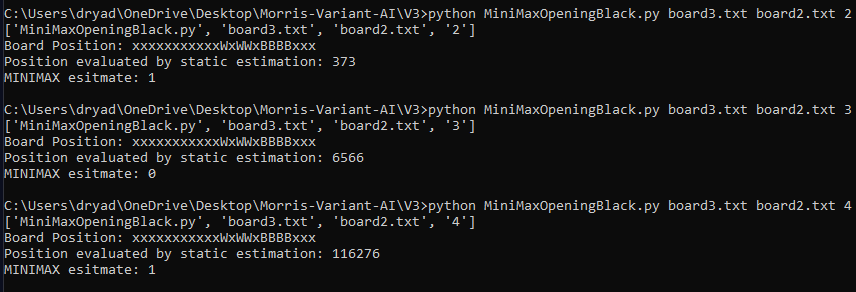 C:\Users\dryad\OneDrive\Desktop\Morris-Variant-AI\V3>python MiniMaxOpeningBlack.py board3.txt board2.txt 2
['MiniMaxOpeningBlack.py', 'board3.txt', 'board2.txt', '2']
Board Position: xxxxxxxxxxxWxWWxBBBBxxx
Position evaluated by static estimation: 373
MINIMAX esitmate: 1
C:\Users\dryad\OneDrive\Desktop\Morris-Variant-AI\V3>python MiniMaxOpeningBlack.py board3.txt board2.txt 3
['MiniMaxOpeningBlack.py', 'board3.txt', 'board2.txt', '3']
Board Position: xxxxxxxxxxxWxWWxBBBBxxx
Position evaluated by static estimation: 6566
MINIMAX esitmate: 0
C:\Users\dryad\OneDrive\Desktop\Morris-Variant-AI\V3>python MiniMaxOpeningBlack.py board3.txt board2.txt 4
['MiniMaxOpeningBlack.py', 'board3.txt', 'board2.txt', '4']
Board Position: xxxxxxxxxxxWxWWxBBBBxxx
Position evaluated by static estimation: 116276
MINIMAX esitmate: 1